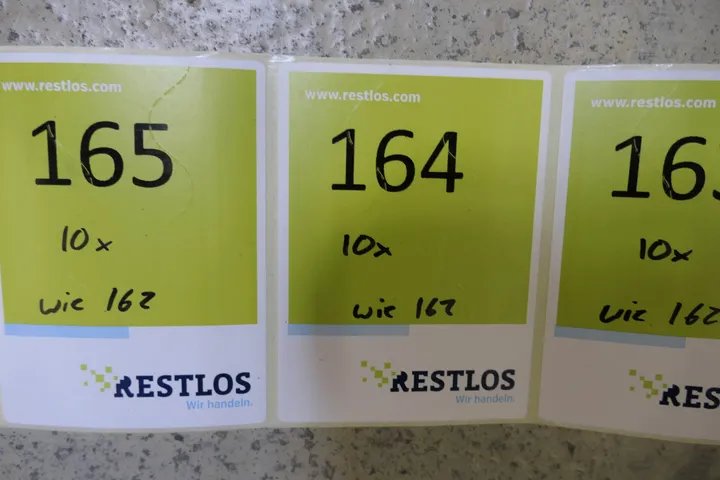 www.restlos.com
165
10x
wie 162
RESTLOS
Wir handeln.
www.restlos.com
164
10x
wie 162
RESTLOS
Wir handeln.
www.restlos.com
10x
wie 162